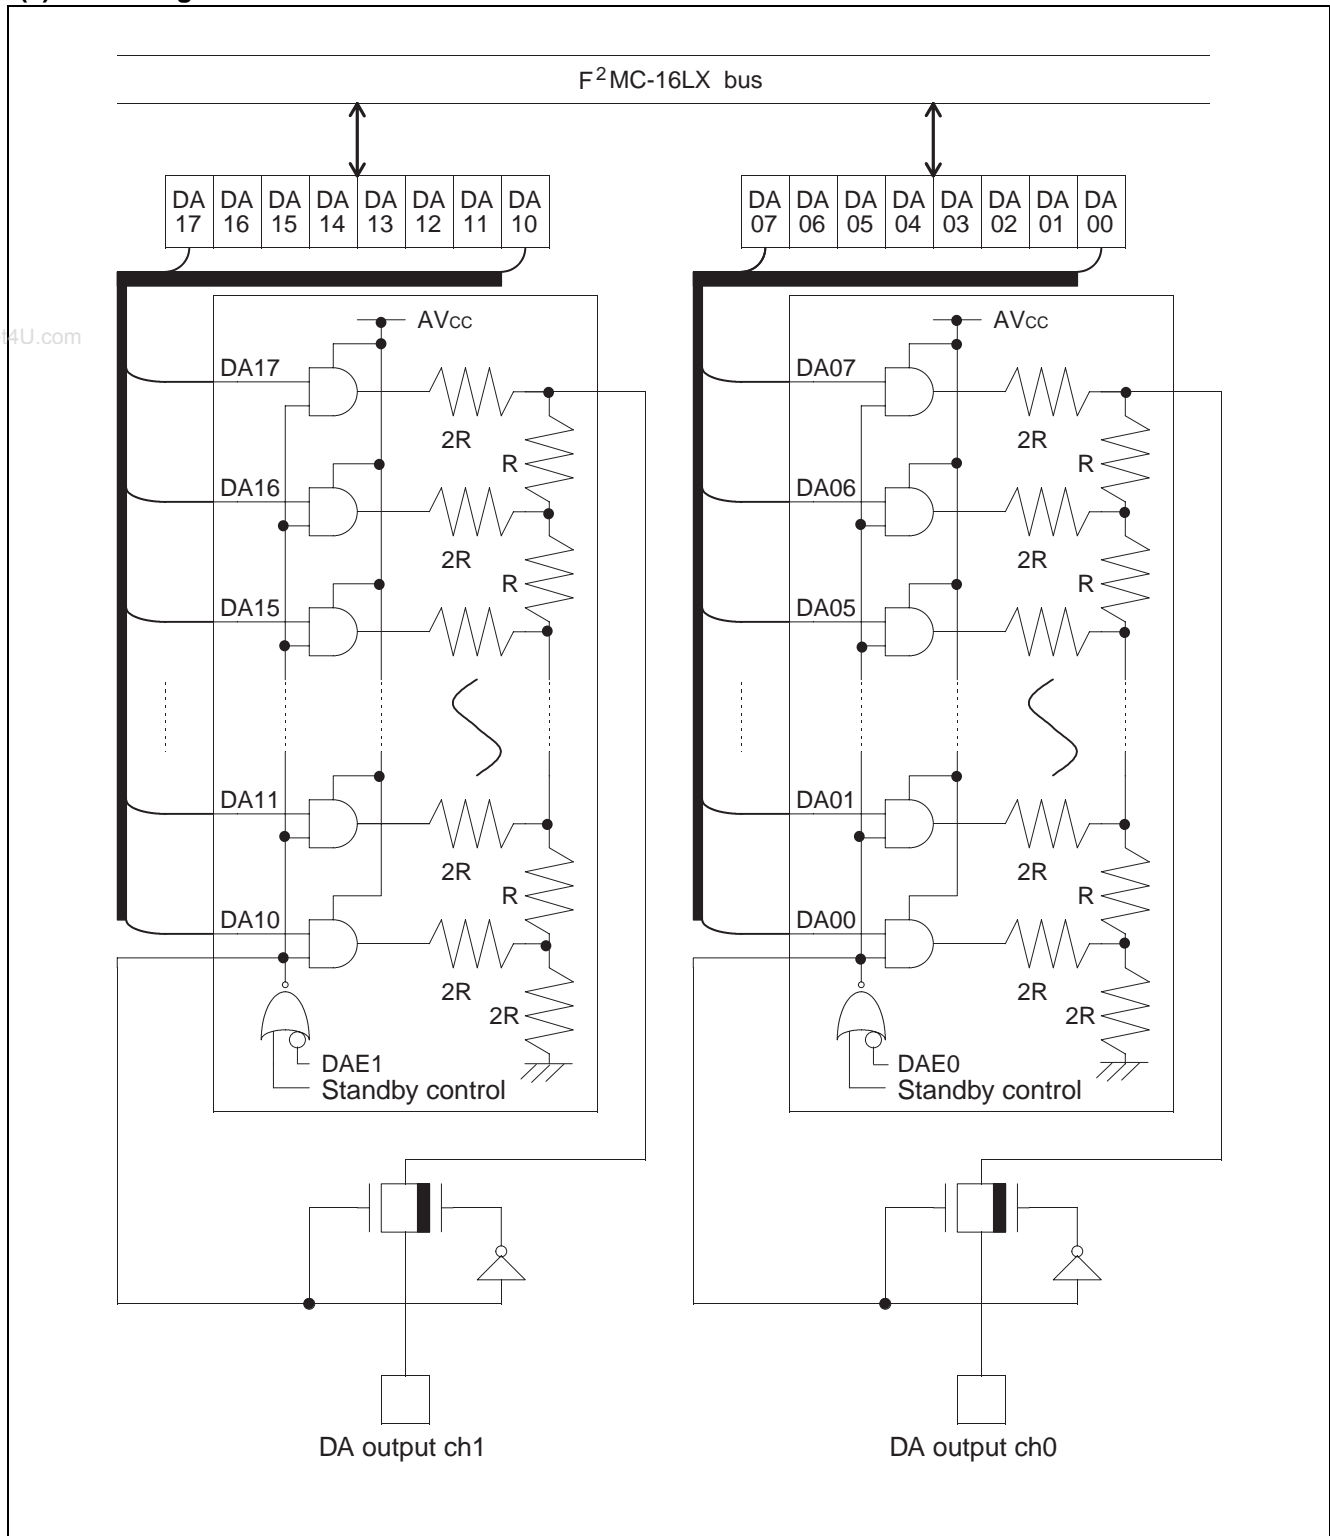 F²MC-16LX bus
DA 17 DA 16 DA 15 DA 14 DA 13 DA 12 DA 11 DA 10
DA 07 DA 06 DA 05 DA 04 DA 03 DA 02 DA 01 DA 00
t4U.com
AVCC
DA17
2R
R
DA16
2R
R
DA15
DA11
2R
R
DA10
2R
2R
DAE1
Standby control
DA output ch1
AVCC
DA07
2R
R
DA06
2R
R
DA05
DA01
2R
R
DA00
2R
2R
DAE0
Standby control
DA output ch0